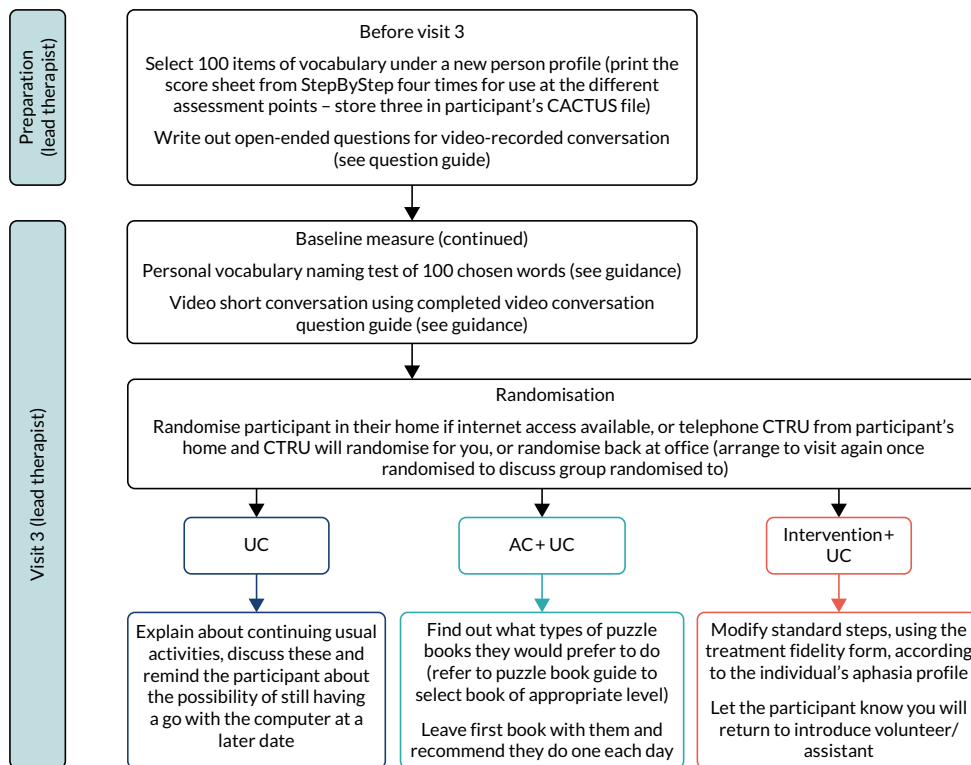 Preparation
(lead therapist)
Before visit 3
Select 100 items of vocabulary under a new person profile (print the
score sheet from StepByStep four times for use at the different
assessment points – store three in participant's CACTUS file)
Write out open-ended questions for video-recorded conversation
(see question guide)
Visit 3 (lead therapist)
Baseline measure (continued)
Personal vocabulary naming test of 100 chosen words (see guidance)
Video short conversation using completed video conversation
question guide (see guidance)
Randomisation
Randomise participant in their home if internet access available, or telephone CTRU from participant's
home and CTRU will randomise for you, or randomise back at office (arrange to visit again once
randomised to discuss group randomised to)
UC
Explain about continuing usual
activities, discuss these and
remind the participant about
the possibility of still having
a go with the computer at a
later date
AC + UC
Find out what types of puzzle
books they would prefer to do
(refer to puzzle book guide to
select book of appropriate level)
Leave first book with them and
recommend they do one each day
Intervention +
UC
Modify standard steps, using the
treatment fidelity form, according
to the individual's aphasia profile
Let the participant know you will
return to introduce volunteer/
assistant